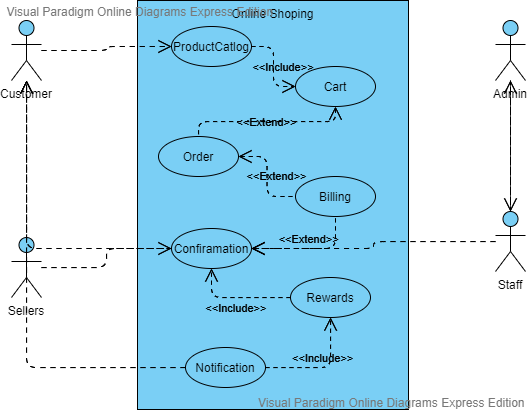 Visual Paradigm Online Diagrams Express Edition
Online Shoping
ProductCatlog
Customer
<<Include>>
Cart
Admin
<<Extend>>
Order
<<Extend>>
Billing
<<Extend>>
Confiramation
Staff
Sellers
Rewards
<<Include>>
<<Include>>
Notification
Visual Paradigm Online Diagrams Express Edition